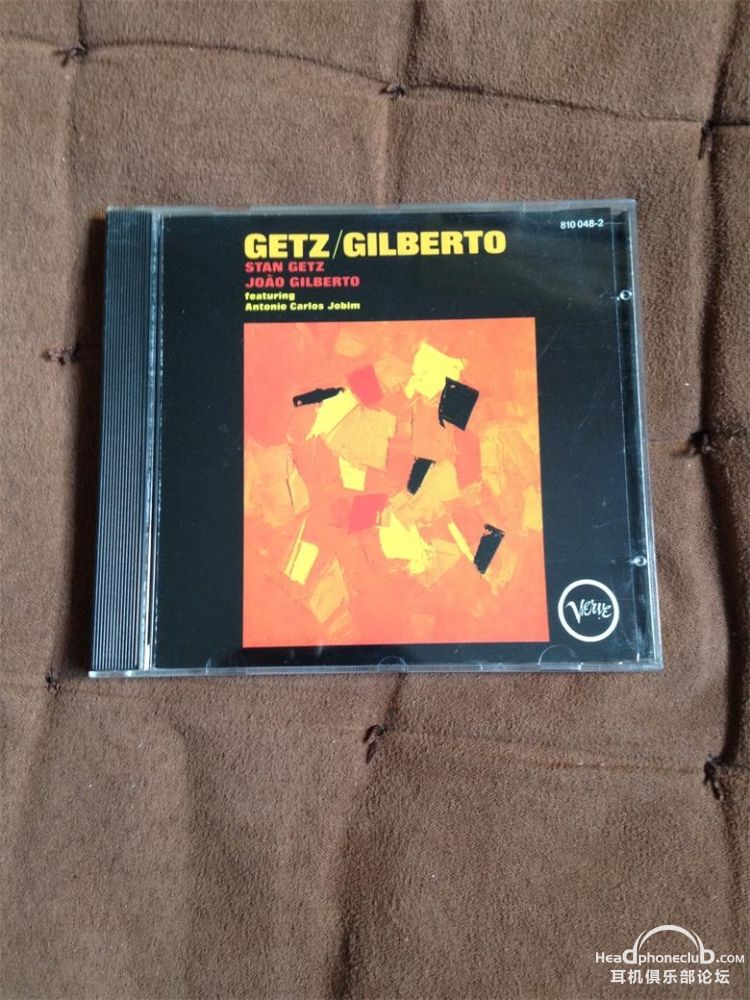 810 048-2
GETZ/GILBERTO
STAN GETZ
JOÃO GILBERTO
featuring
Antonio Carlos Jobim
Verve
Headphoneclub.com
耳机俱乐部论坛